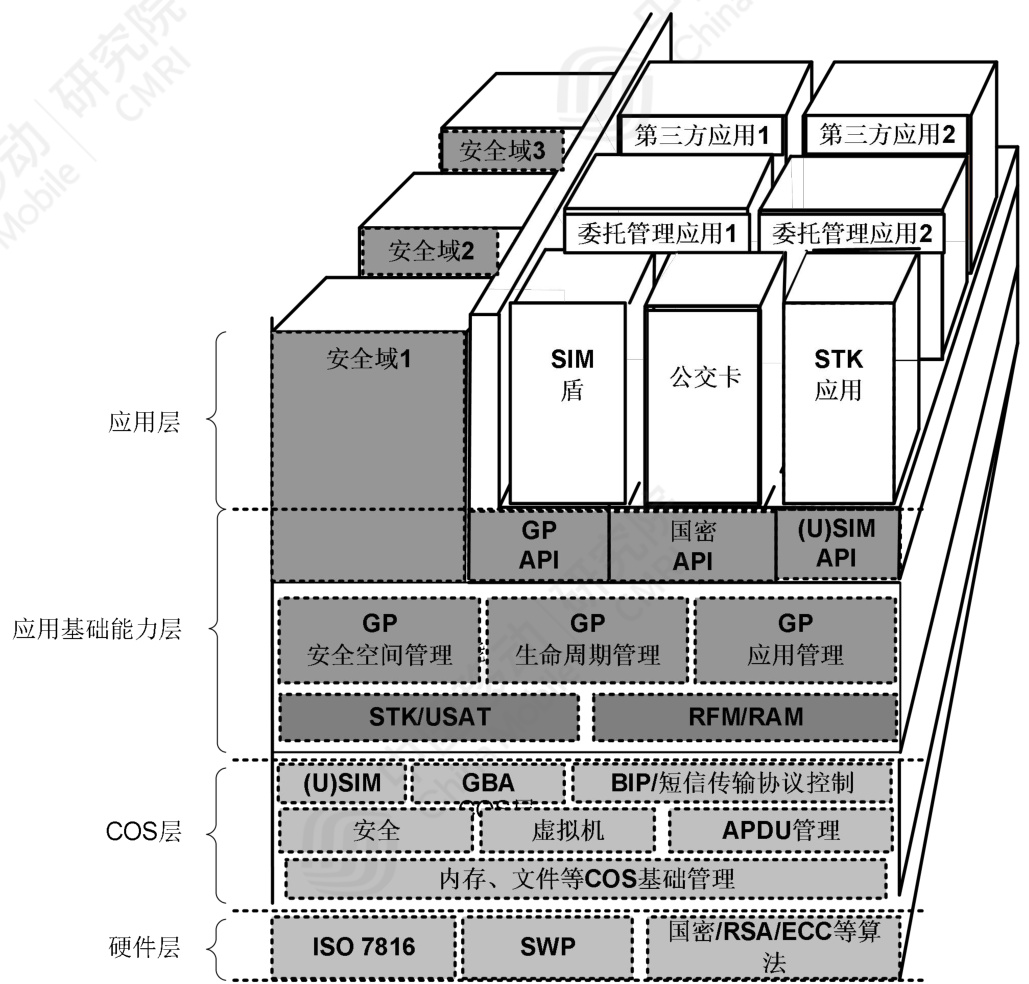 研究院
CMRI
Mobile
China
第三方应用1
第三方应用2
安全域3
委托管理应用1
委托管理应用2
安全域2
安全域1
SIM
盾
公交卡
STK
应用
应用层
GP
API
国密
API
(U)SIM
API
应用基础能力层
GP
安全空间管理
GP
生命周期管理
GP
应用管理
STK/USAT
RFM/RAM
(U)SIM
GBA
BIP/短信传输协议控制
COS层
安全
虚拟机
APDU管理
内存、文件等COS基础管理
硬件层
ISO 7816
SWP
国密/RSA/ECC等算
法